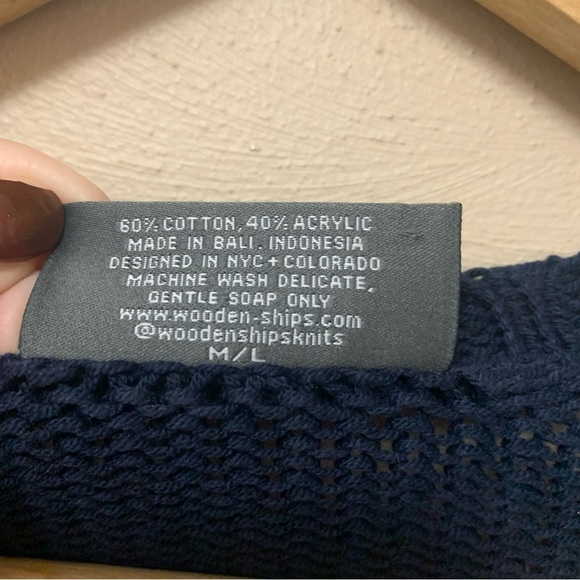 60% COTTON, 40% ACRYLIC
MADE IN BALI. INDONESIA
DESIGNED IN NYC + COLORADO
MACHINE WASH DELICATE,
GENTLE SOAP ONLY
www.wooden-ships.com
@woodenshipsknits
M/L